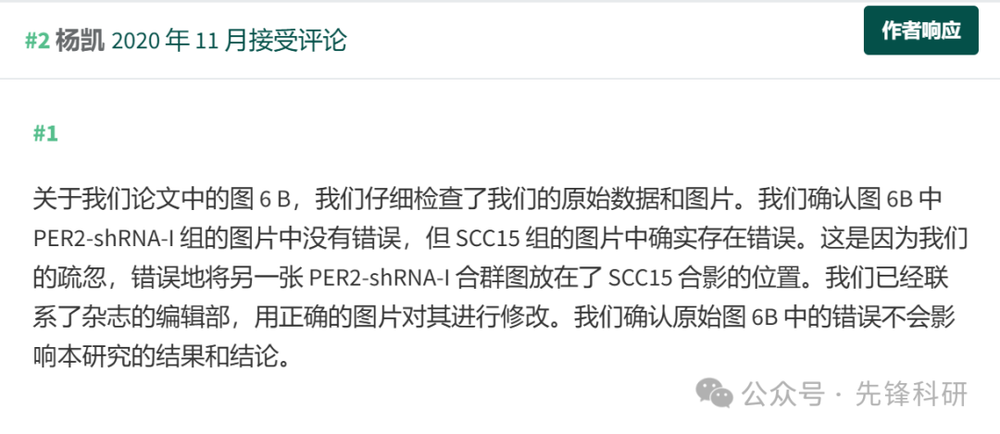 #2 杨凯 2020 年 11 月接受评论
作者响应
#1
关于我们论文中的图 6 B，我们仔细检查了我们的原始数据和图片。我们确认图 6B 中
PER2-shRNA-I 组的图片中没有错误，但 SCC15 组的图片中确实存在错误。这是因为我们
的疏忽，错误地将另一张 PER2-shRNA-I 合群图放在了 SCC15 合影的位置。我们已经联
系了杂志的编辑部，用正确的图片对其进行修改。我们确认原始图 6B 中的错误不会影
响本研究的结果和结论。
公众号 · 先锋科研